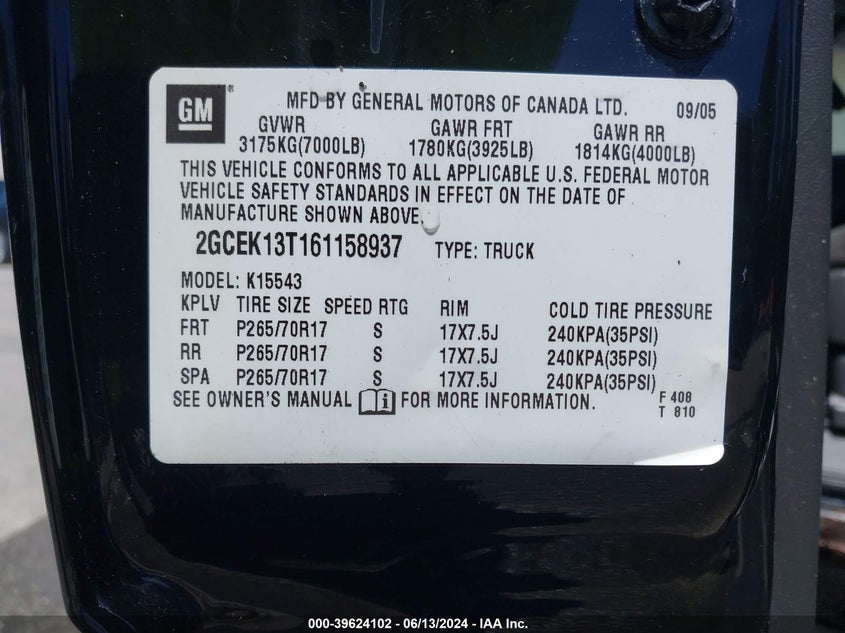 GM
MFD BY GENERAL MOTORS OF CANADA LTD. 09/05
GVWR GAWR FRT GAWR RR
3175KG(7000LB) 1780KG(3925LB) 1814KG(4000LB)
THIS VEHICLE CONFORMS TO ALL APPLICABLE U.S. FEDERAL MOTOR
VEHICLE SAFETY STANDARDS IN EFFECT ON THE DATE OF
MANUFACTURE SHOWN ABOVE.
2GCEK13T161158937 TYPE: TRUCK
MODEL: K15543
KPLV TIRE SIZE SPEED RTG RIM COLD TIRE PRESSURE
FRT P265/70R17 S 17X7.5J 240KPA(35PSI)
RR P265/70R17 S 17X7.5J 240KPA(35PSI)
SPA P265/70R17 S 17X7.5J 240KPA(35PSI)
SEE OWNER'S MANUAL i FOR MORE INFORMATION. F 408
T 810
000-39624102 - 06/13/2024 - IAA Inc.